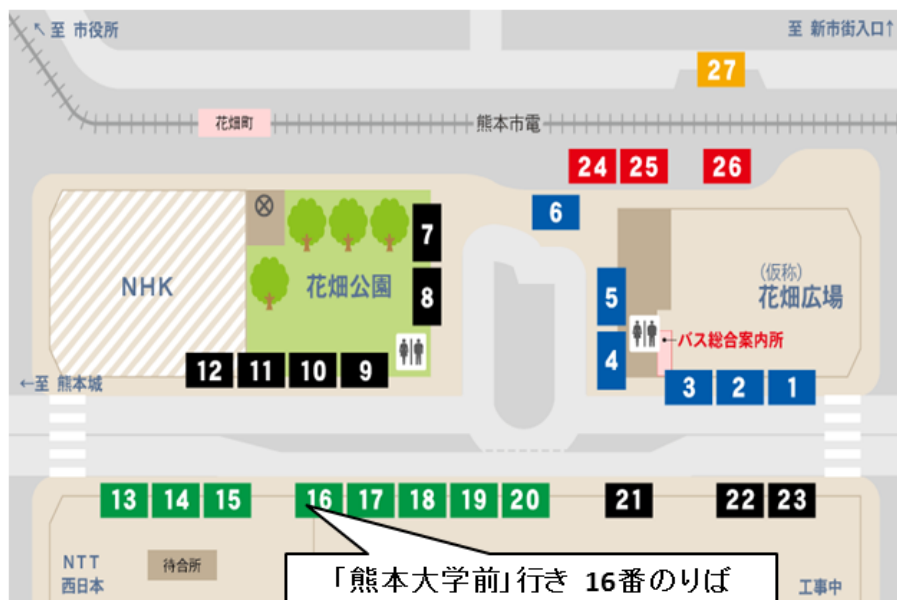 ↖至 市役所
至 新市街入口↑
27
花畑町
熊本市電
24 25 26
6
7
(仮称)
花畑広場
NHK
花畑公園
8
5
バス総合案内所
4
12 11 10 9
3 2 1
←至 熊本城
13 14 15 16 17 18 19 20 21 22 23
NTT
西日本
待合所
「熊本大学前」行き 16番のりば
工事中